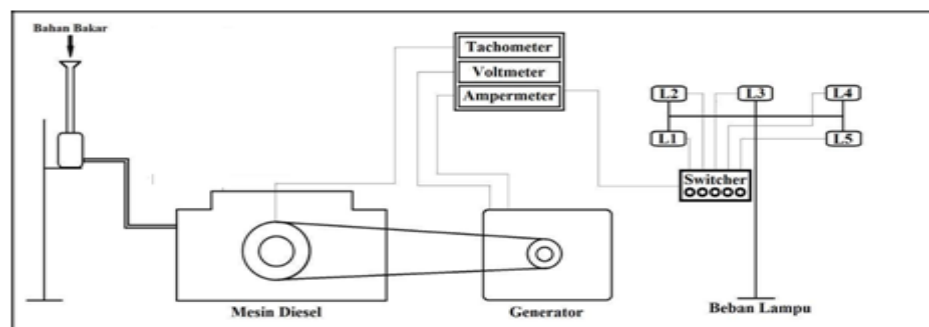 Bahan Bakar
Tachometer
Voltmeter
Ampermeter
L2
L3
L4
L1
L5
Switcher
Mesin Diesel
Generator
Beban Lampu